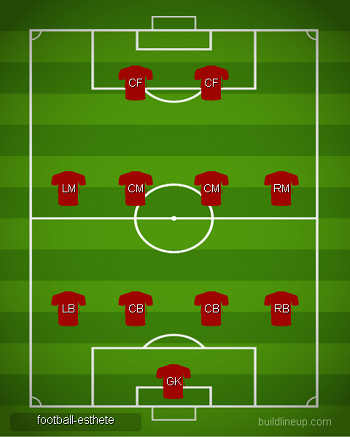 CF CF
LM CM CM RM
LB CB CB RB
GK
football-esthete
buildlineup.com